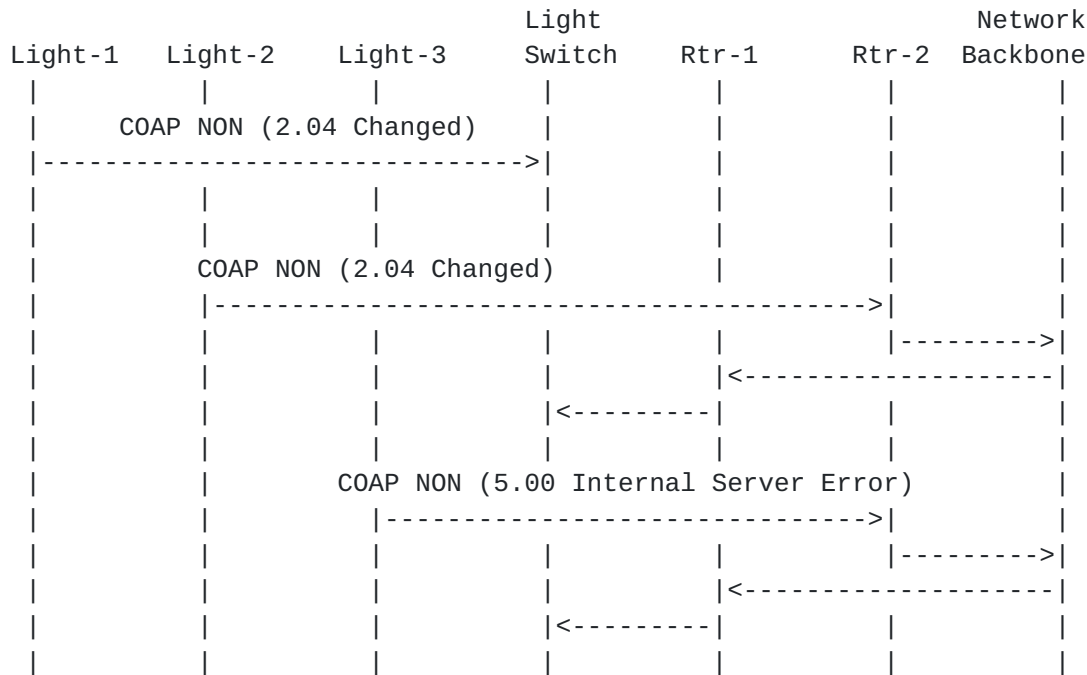 Light Network
Light-1 Light-2 Light-3 Switch Rtr-1 Rtr-2 Backbone
COAP NON (2.04 Changed)
COAP NON (2.04 Changed)
COAP NON (5.00 Internal Server Error)